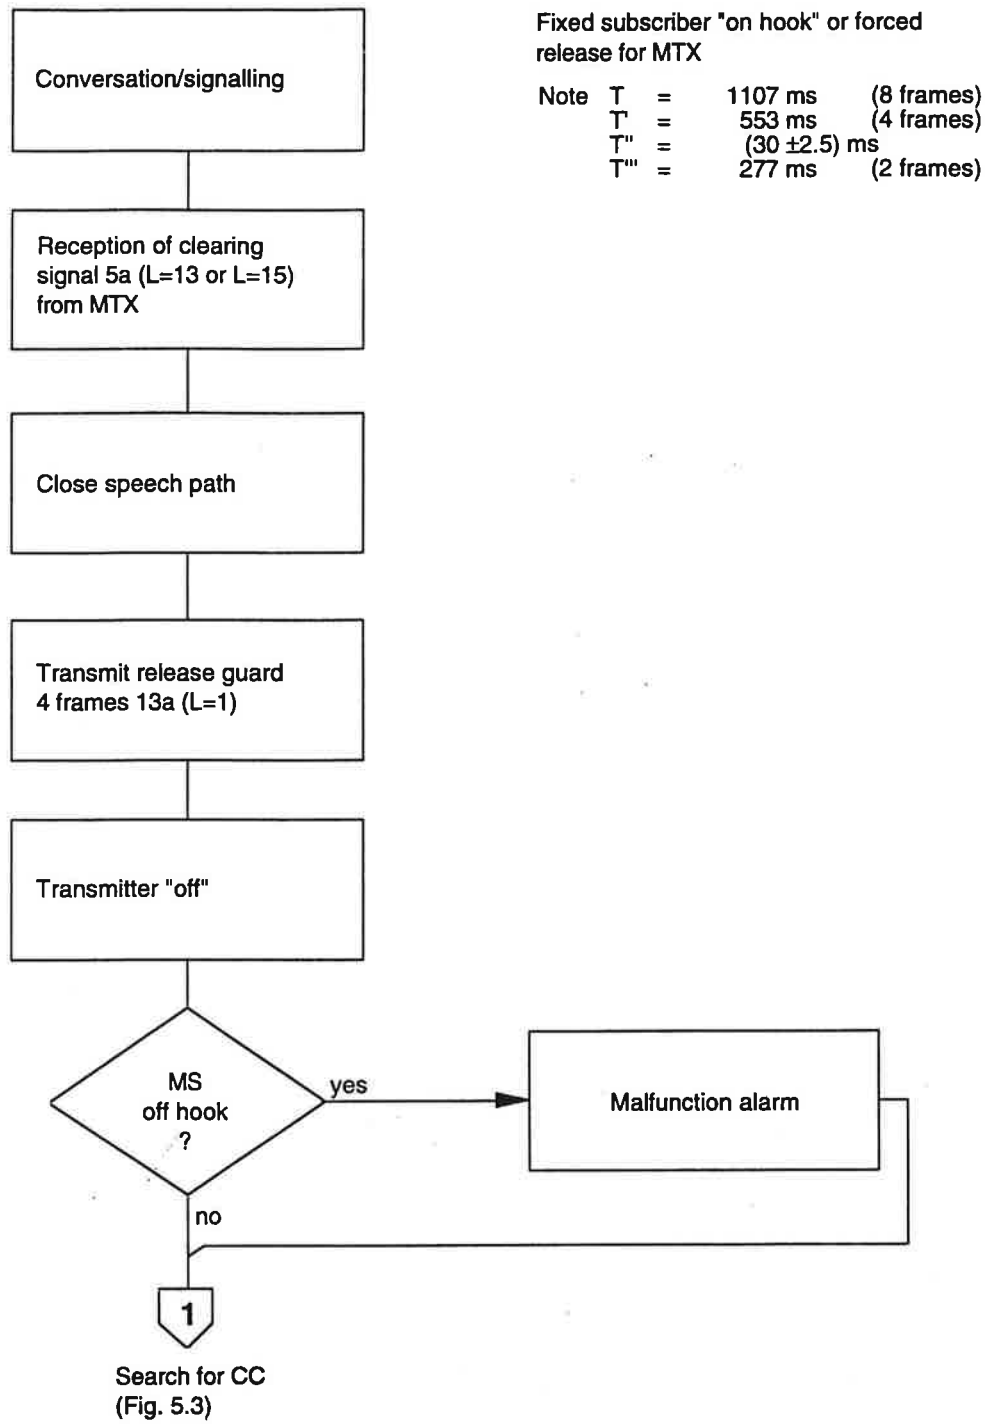 Fixed subscriber "on hook" or forced
release for MTX
Note T = 1107 ms (8 frames)
T' = 553 ms (4 frames)
T'' = (30 ±2.5) ms
T''' = 277 ms (2 frames)
Conversation/signalling
Reception of clearing
signal 5a (L=13 or L=15)
from MTX
Close speech path
Transmit release guard
4 frames 13a (L=1)
Transmitter "off"
MS
off hook
?
yes
Malfunction alarm
no
1
Search for CC
(Fig. 5.3)